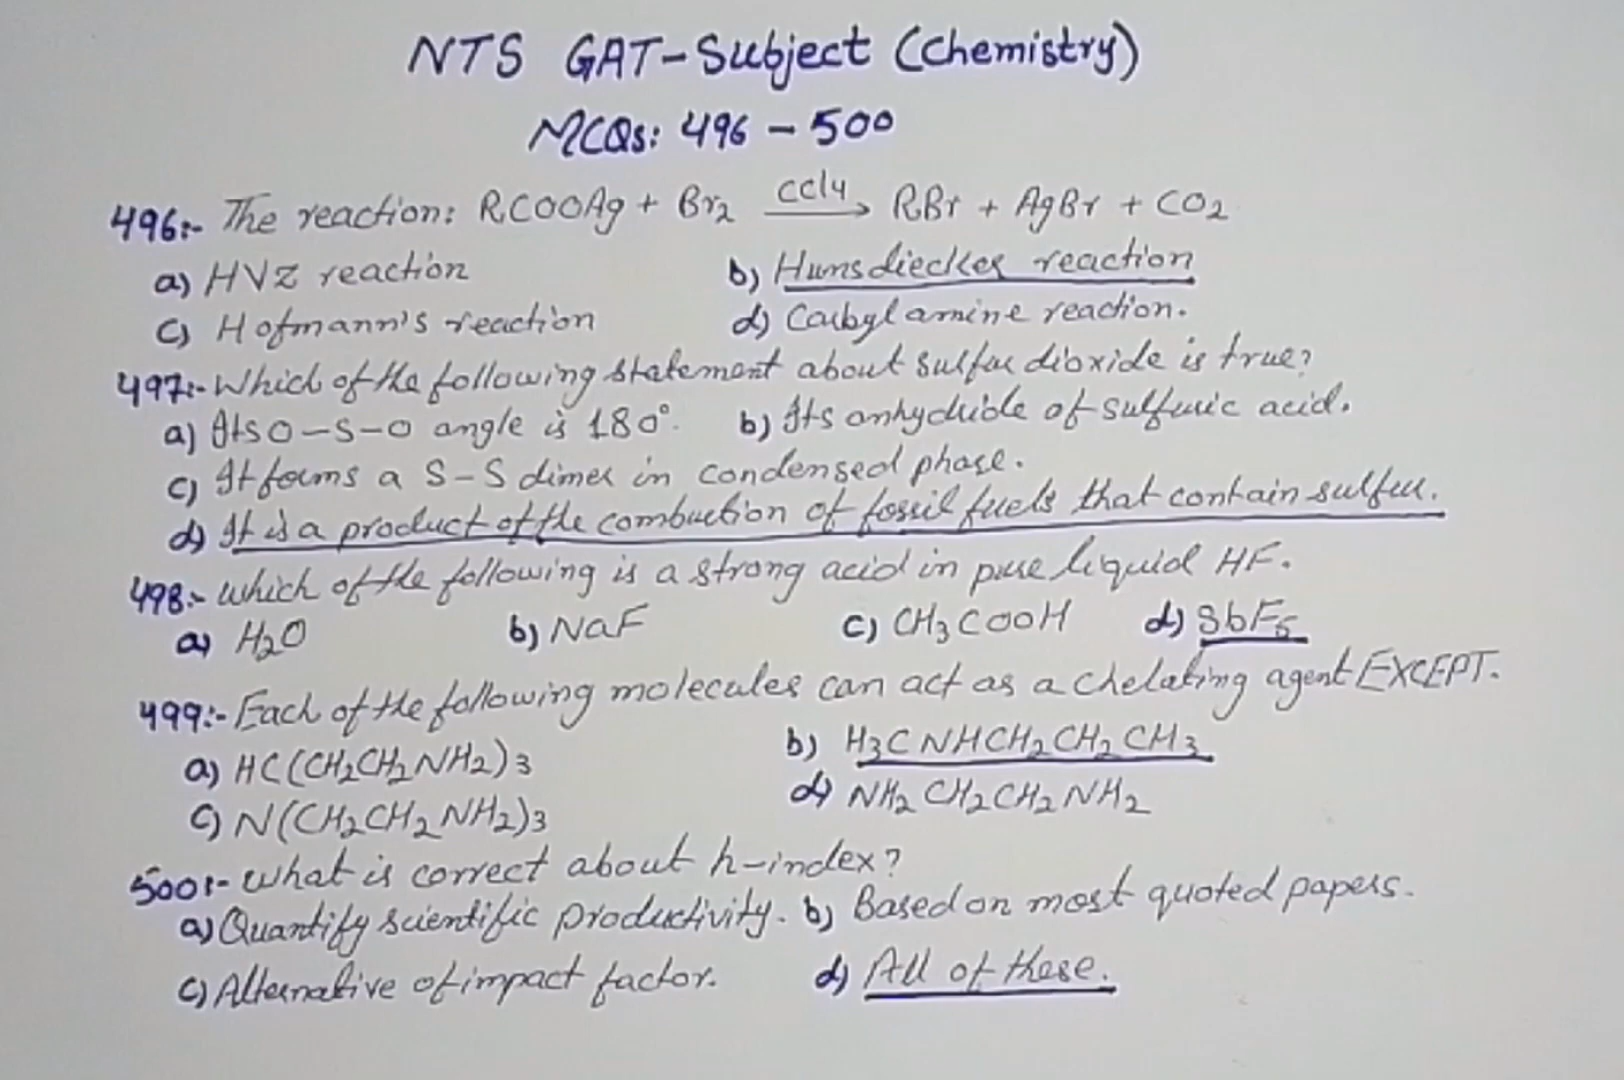 NTS GAT-Subject (Chemistry)
MCQs: 496 - 500
496:- The reaction: RCOOAg + Br₂ CCl₄→ RBr + AgBr + CO₂
a) HVZ reaction b) Hunsdiecker reaction
c) Hofmann's reaction d) Carbylamine reaction.
497:- Which of the following statement about sulfur dioxide is true?
a) Its O-S-O angle is 180°. b) Its anhydride of sulfuric acid.
c) It forms a S-S dimer in condensed phase.
d) It is a product of the combustion of fossil fuels that contain sulfur.
498:- which of the following is a strong acid in pure liquid HF.
a) H₂O b) NaF c) CH₃COOH d) SbF₅
499:- Each of the following molecules can act as a chelating agent EXCEPT.
a) HC(CH₂CH₂NH₂)₃ b) H₃CNHCH₂CH₂CH₃
c) N(CH₂CH₂NH₂)₃ d) NH₂CH₂CH₂NH₂
500:- what is correct about h-index?
a) Quantify scientific productivity. b) Based on most quoted papers.
c) Alternative of impact factor. d) All of these.